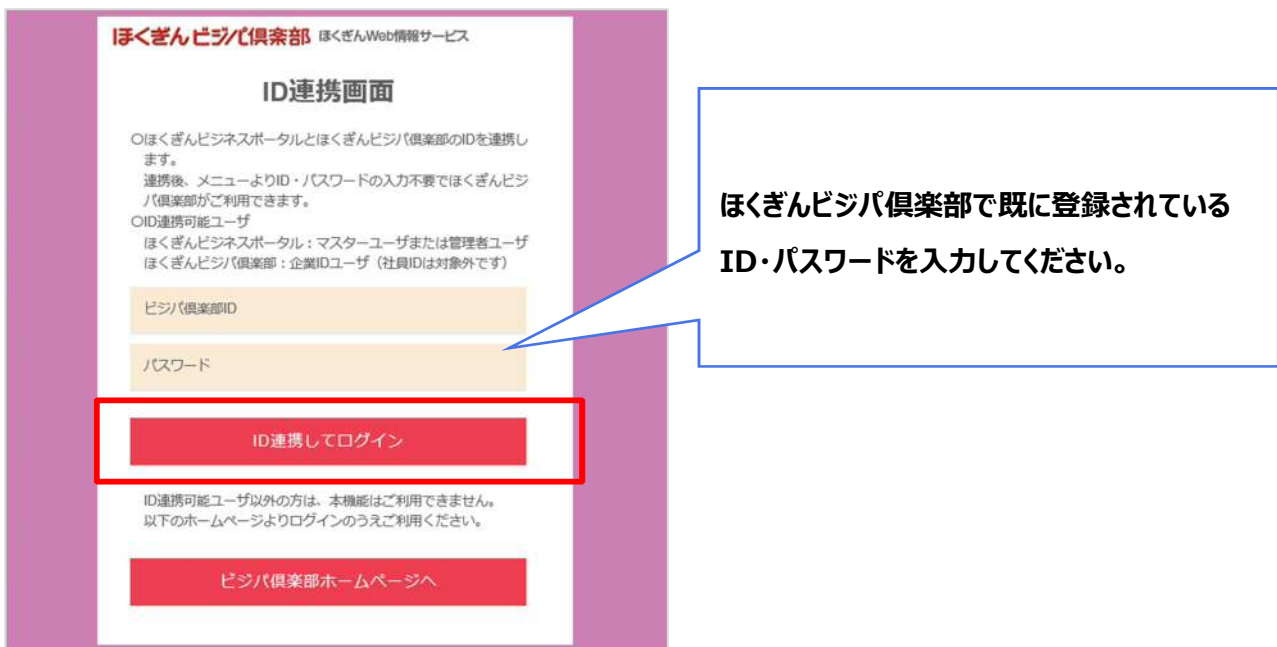 ほくぎんビジパ倶楽部 ほくぎんWeb情報サービス
ID連携画面
○ほくぎんビジネスポータルとほくぎんビジパ倶楽部のIDを連携し
ます。
連携後、メニューよりID・パスワードの入力不要でほくぎんビジ
パ倶楽部がご利用できます。
○ID連携可能ユーザ
ほくぎんビジネスポータル：マスターユーザまたは管理者ユーザ
ほくぎんビジパ倶楽部：企業IDユーザ（社員IDは対象外です）
ビジパ倶楽部ID
パスワード
ID連携してログイン
ID連携可能ユーザ以外の方は、本機能はご利用できません。
以下のホームページよりログインのうえご利用ください。
ビジパ倶楽部ホームページへ
ほくぎんビジパ倶楽部で既に登録されている
ID・パスワードを入力してください。